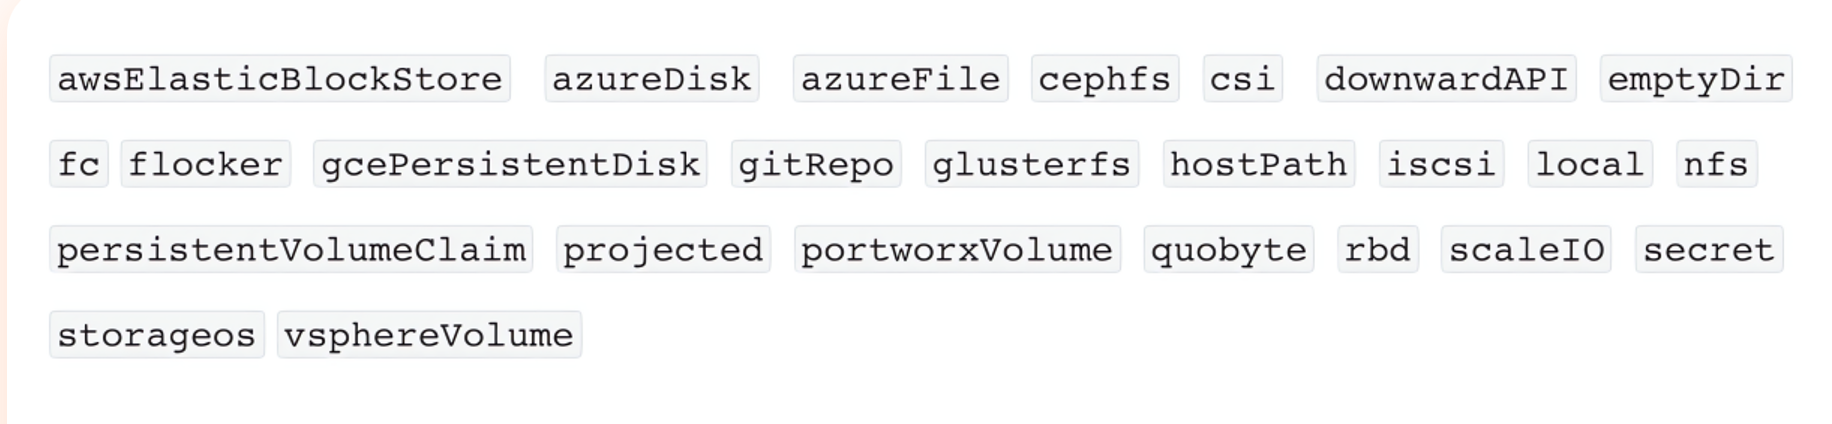 awsElasticBlockStore azureDisk azureFile cephfs csi downwardAPI emptyDir
fc flocker gcePersistentDisk gitRepo glusterfs hostPath iscsi local nfs
persistentVolumeClaim projected portworxVolume quobyte rbd scaleIO secret
storageos vsphereVolume